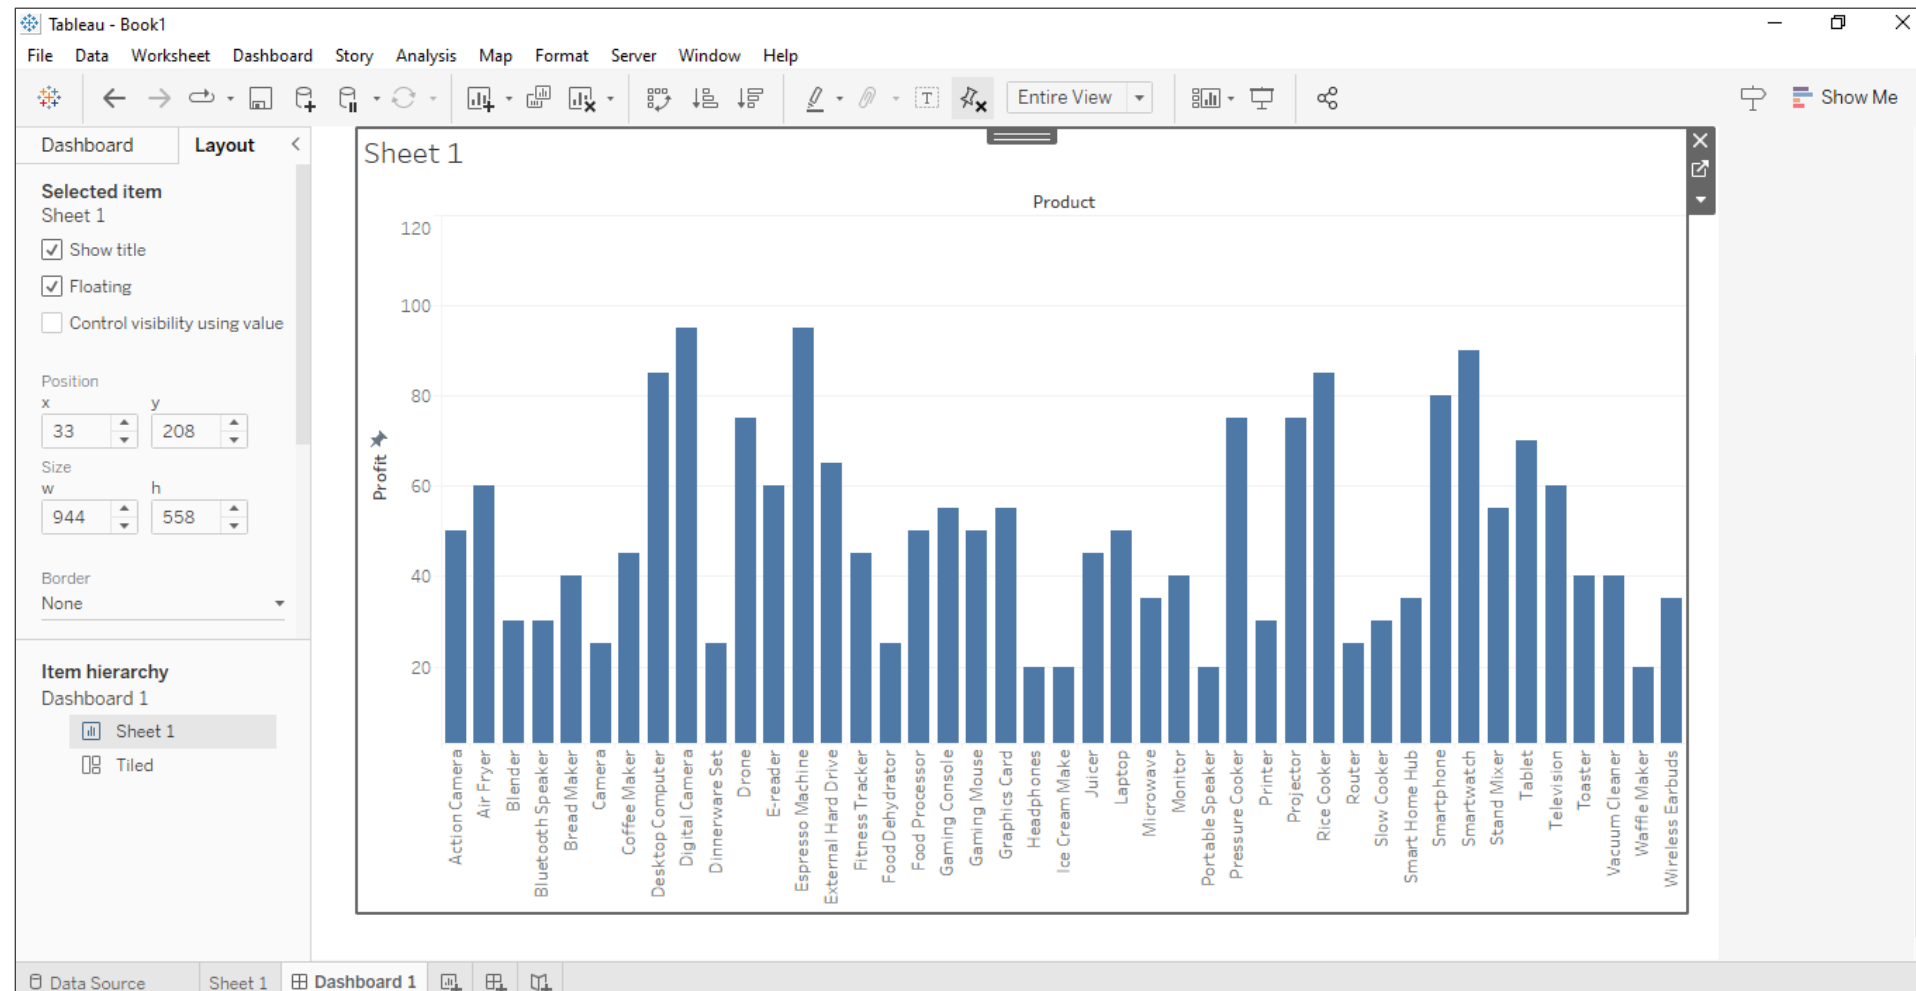 Tableau - Book1
File Data Worksheet Dashboard Story Analysis Map Format Server Window Help
T Entire View Show Me
Dashboard Layout
Selected item
Sheet 1
Show title
Floating
Control visibility using value
Position
x y
33 208
Size
w h
944 558
Border
None
Item hierarchy
Dashboard 1
Sheet 1
Tiled
Sheet 1
Product
120
100
80
60
40
20
Profit
Action Camera
Air Fryer
Blender
Bluetooth Speaker
Bread Maker
Camera
Coffee Maker
Desktop Computer
Digital Camera
Dinnerware Set
Drone
E-reader
Espresso Machine
External Hard Drive
Fitness Tracker
Food Dehydrator
Food Processor
Gaming Console
Gaming Mouse
Graphics Card
Headphones
Ice Cream Make
Juicer
Laptop
Microwave
Monitor
Portable Speaker
Pressure Cooker
Printer
Projector
Rice Cooker
Router
Slow Cooker
Smart Home Hub
Smartphone
Smartwatch
Stand Mixer
Tablet
Television
Toaster
Vacuum Cleaner
Waffle Maker
Wireless Earbuds
Data Source Sheet 1 Dashboard 1